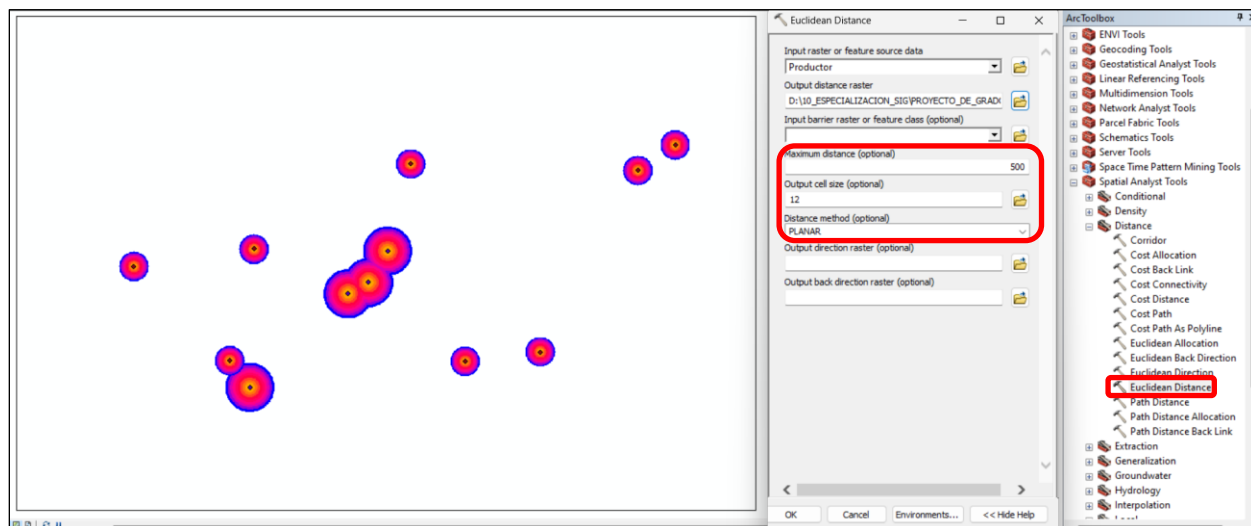 Euclidean Distance
Input raster or feature source data
Productor
Output distance raster
D:\10_ESPECIALIZACION_SIG\PROYECTO_DE_GRAD
Input barrier raster or feature class (optional)
Maximum distance (optional)
500
Output cell size (optional)
12
Distance method (optional)
PLANAR
Output direction raster (optional)
Output back direction raster (optional)
OK
Cancel
Environments...
<< Hide Help
ArcToolbox
ENVI Tools
Geocoding Tools
Geostatistical Analyst Tools
Linear Referencing Tools
Multidimension Tools
Network Analyst Tools
Parcel Fabric Tools
Schematics Tools
Server Tools
Space Time Pattern Mining Tools
Spatial Analyst Tools
Conditional
Density
Distance
Corridor
Cost Allocation
Cost Back Link
Cost Connectivity
Cost Distance
Cost Path
Cost Path As Polyline
Euclidean Allocation
Euclidean Back Direction
Euclidean Direction
Euclidean Distance
Path Distance
Path Distance Allocation
Path Distance Back Link
Extraction
Generalization
Groundwater
Hydrology
Interpolation